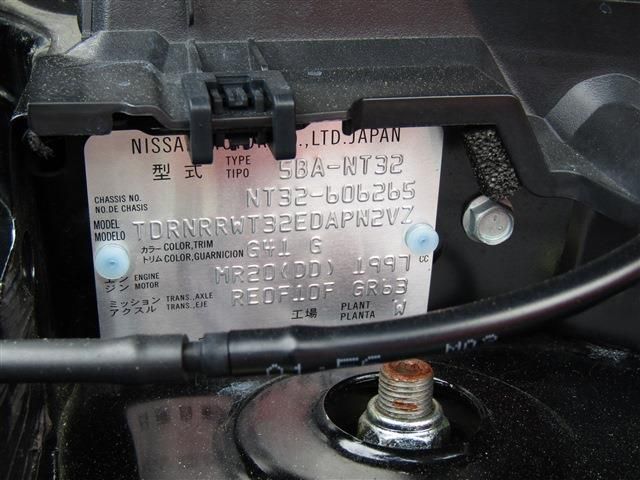 NISSAN MOTOR CO.,LTD.JAPAN
型式 TYPE TIPO 5BA-NT32
CHASSIS NO. NO.DE CHASIS NT32-606265
MODEL MODELO TDRNRRWT32EDAPN2VZ
カラー COLOR,TRIM トリム COLOR,GUARNICION G41 G
エンジン ENGINE MOTOR MR20(DD) 1997 CC
ミッション アクスル TRANS.,AXLE TRANS.,EJE RE0F10F GR63
工場 PLANT PLANTA W